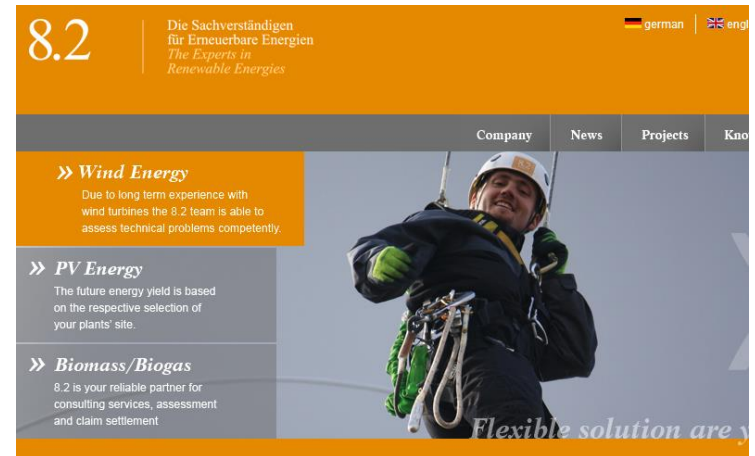 8.2
Die Sachverständigen
für Erneuerbare Energien
The Experts in
Renewable Energies
german
Company
News
Projects
» Wind Energy
Due to long term experience with
wind turbines the 8.2 team is able to
assess technical problems competently.
» PV Energy
The future energy yield is based
on the respective selection of
your plants' site.
» Biomass/Biogas
8.2 is your reliable partner for
consulting services, assessment
and claim settlement
8.2
Flexible solution are